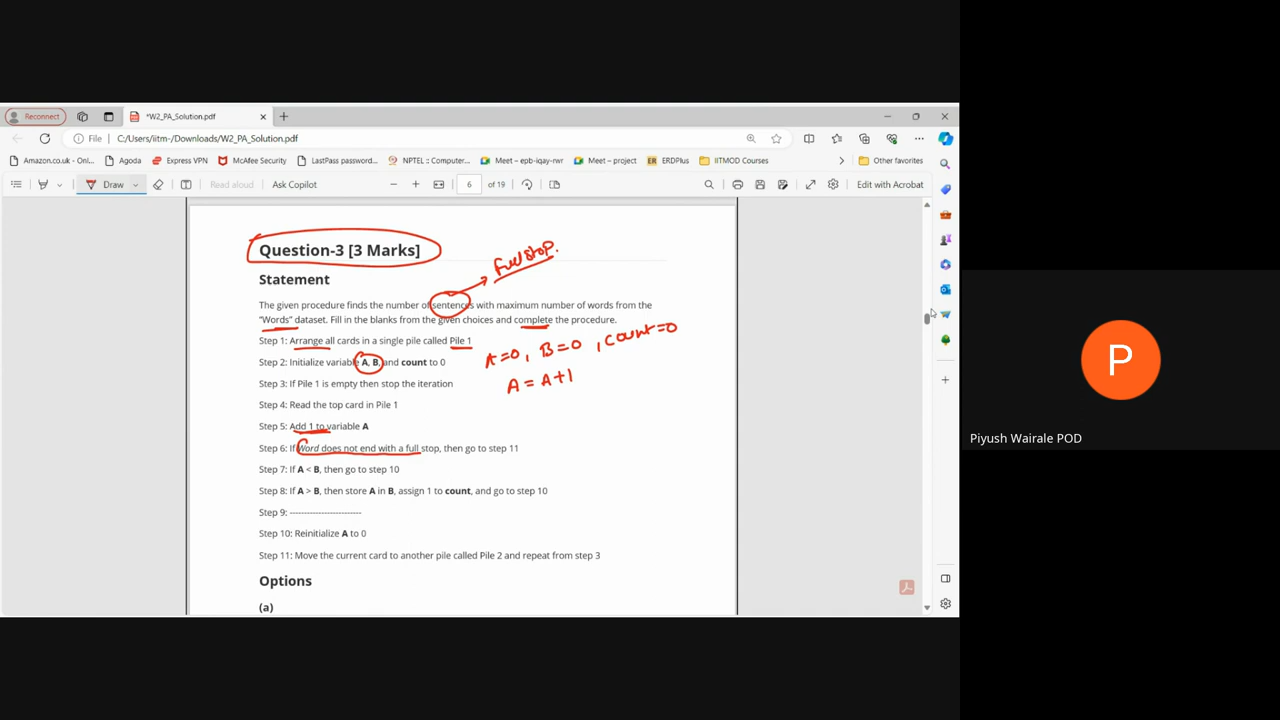 Reconnect
*W2_PA_Solution.pdf
File
C:/Users/iitm-/Downloads/W2_PA_Solution.pdf
Amazon.co.uk - Onl...
Agoda
Express VPN
McAfee Security
LastPass password...
NPTEL :: Computer...
Meet – epb-iqay-rwr
Meet – project
ER ERDPlus
IITMOD Courses
Other favorites
Draw
Read aloud
Ask Copilot
6 of 19
Edit with Acrobat
Question-3 [3 Marks]
Full stop.
Statement
The given procedure finds the number of sentences with maximum number of words from the
"Words" dataset. Fill in the blanks from the given choices and complete the procedure.
Step 1: Arrange all cards in a single pile called Pile 1
A=0, B=0, count=0
Step 2: Initialize variable A, B, and count to 0
A = A+1
Step 3: If Pile 1 is empty then stop the iteration
Step 4: Read the top card in Pile 1
Step 5: Add 1 to variable A
Step 6: If Word does not end with a full stop, then go to step 11
Step 7: If A < B, then go to step 10
Step 8: If A > B, then store A in B, assign 1 to count, and go to step 10
Step 9: -------------------------
Step 10: Reinitialize A to 0
Step 11: Move the current card to another pile called Pile 2 and repeat from step 3
Options
(a)
P
Piyush Wairale POD